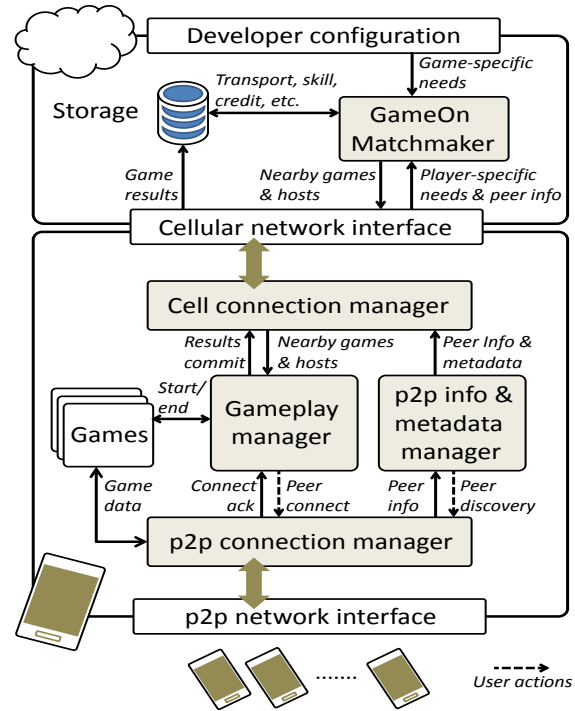 Developer configuration
Game-specific
needs
Transport, skill,
credit, etc.
Storage
GameOn
Matchmaker
Game
results
Nearby games
& hosts
Player-specific
needs & peer info
Cellular network interface
Cell connection manager
Results
commit
Nearby games
& hosts
Peer Info &
metadata
Start/
end
Games
Gameplay
manager
p2p info &
metadata
manager
Game
data
Connect
ack
Peer
connect
Peer
info
Peer
discovery
p2p connection manager
p2p network interface
........
User actions